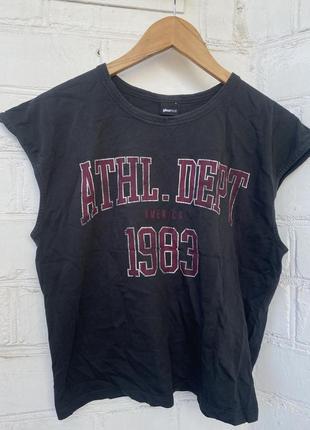 ATHL. DEPT
AMERICA
1983